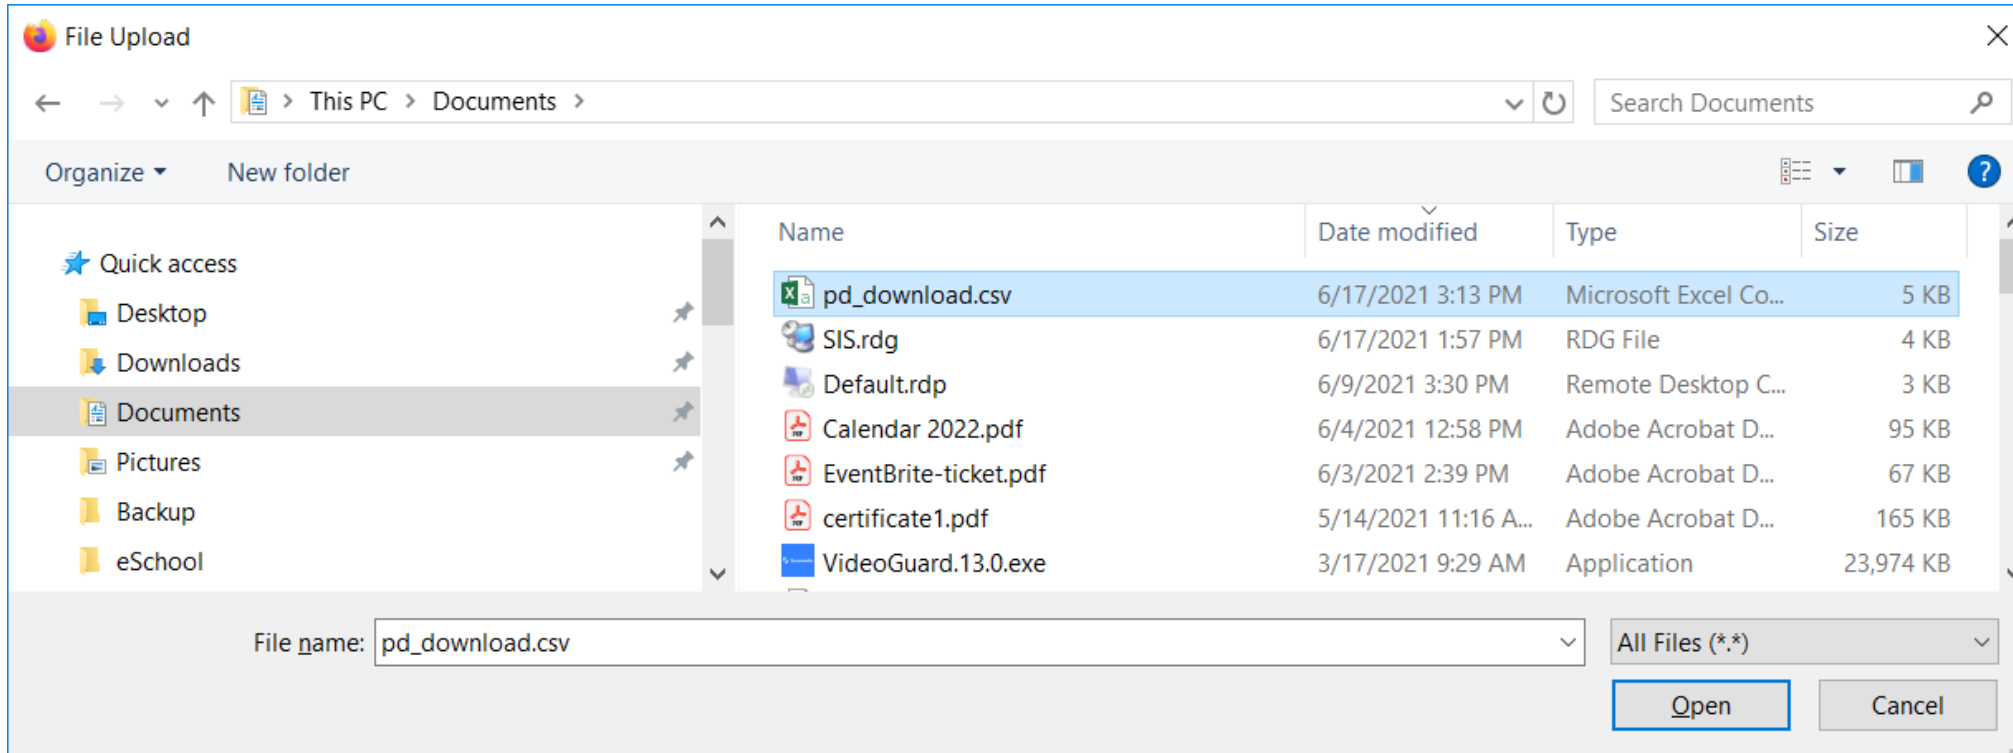 File Upload
This PC > Documents >
Search Documents
Organize
New folder
?
Name Date modified Type Size
Quick access
Desktop
Downloads
Documents
Pictures
Backup
eSchool
pd_download.csv 6/17/2021 3:13 PM Microsoft Excel Co... 5 KB
SIS.rdg 6/17/2021 1:57 PM RDG File 4 KB
Default.rdp 6/9/2021 3:30 PM Remote Desktop C... 3 KB
Calendar 2022.pdf 6/4/2021 12:58 PM Adobe Acrobat D... 95 KB
EventBrite-ticket.pdf 6/3/2021 2:39 PM Adobe Acrobat D... 67 KB
certificate1.pdf 5/14/2021 11:16 A... Adobe Acrobat D... 165 KB
VideoGuard.13.0.exe 3/17/2021 9:29 AM Application 23,974 KB
File name: pd_download.csv All Files (*.*)
Open Cancel